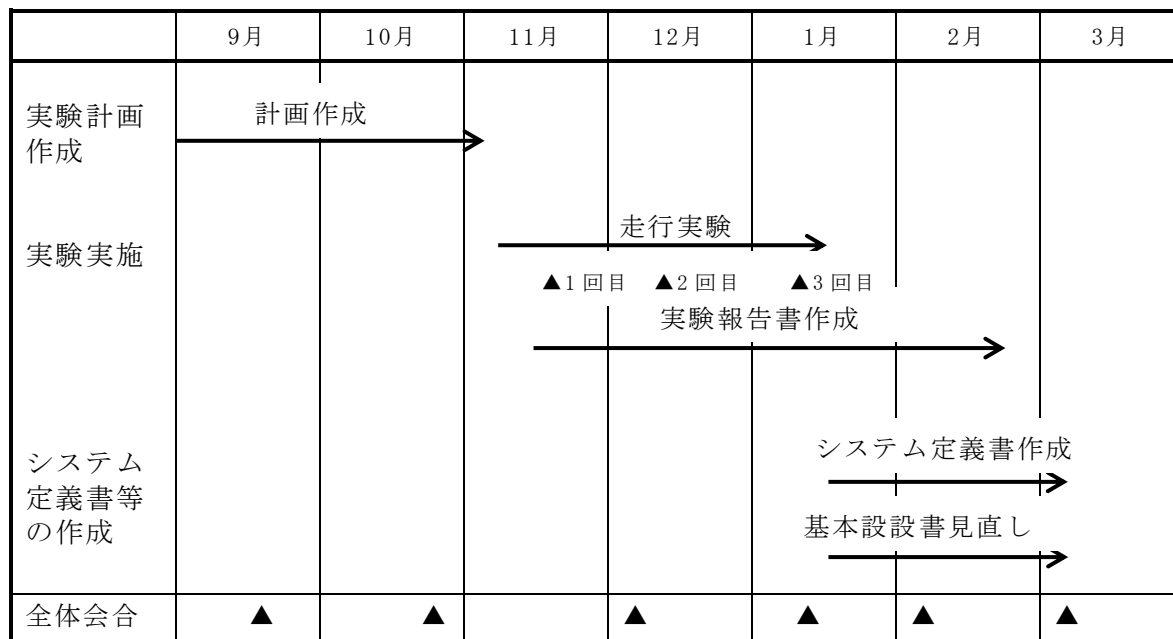 9月 10月 11月 12月 1月 2月 3月
実験計画
作成
計画作成
実験実施
走行実験
▲1回目 ▲2回目 ▲3回目
実験報告書作成
システム
定義書等
の作成
システム定義書作成
基本設設書見直し
全体会合 ▲ ▲ ▲ ▲ ▲ ▲